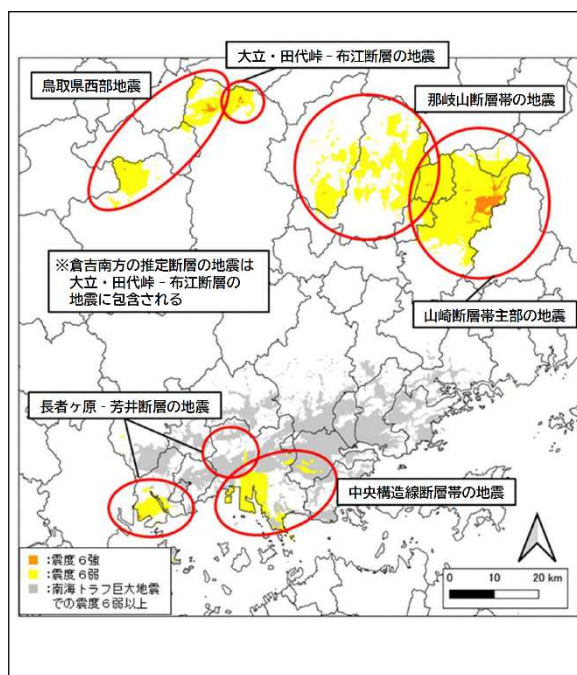 大立・田代峠‐布江断層の地震
鳥取県西部地震
那岐山断層帯の地震
※倉吉南方の推定断層の地震は
大立・田代峠‐布江断層の
地震に包含される
山崎断層帯主部の地震
長者ヶ原‐芳井断層の地震
中央構造線断層帯の地震
:震度6強
:震度6弱
:南海トラフ巨大地震
での震度6弱以上
0 10 20 km